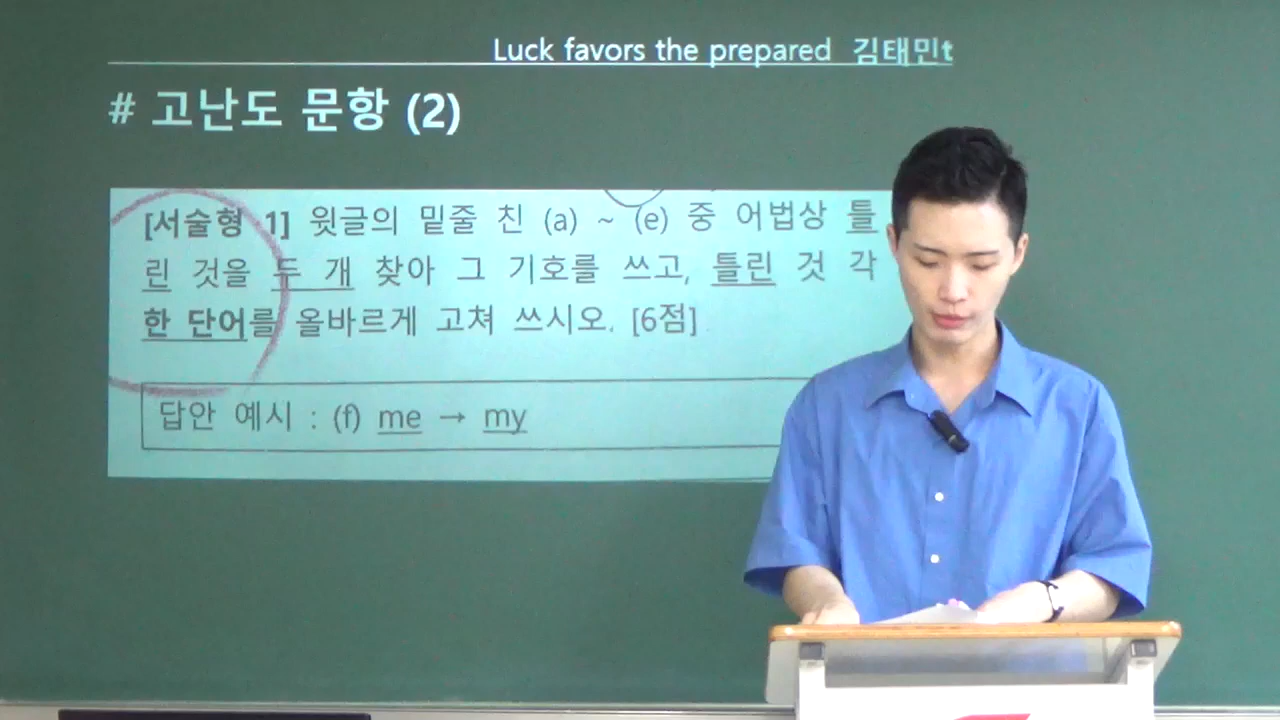 Luck favors the prepared 김태민t
# 고난도 문항 (2)
[서술형 1] 윗글의 밑줄 친 (a) ~ (e) 중 어법상 틀
린 것을 두 개 찾아 그 기호를 쓰고, 틀린 것 각
한 단어를 올바르게 고쳐 쓰시오. [6점]
답안 예시 : (f) me → my